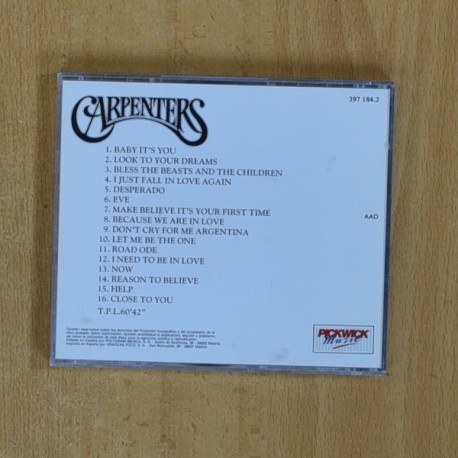 CARPENTERS
397 184.2
1. BABY IT'S YOU
2. LOOK TO YOUR DREAMS
3. BLESS THE BEASTS AND THE CHILDREN
4. I JUST FALL IN LOVE AGAIN
5. DESPERADO
6. EVE
7. MAKE BELIEVE IT'S YOUR FIRST TIME
8. BECAUSE WE ARE IN LOVE
AAD
9. DON'T CRY FOR ME ARGENTINA
10. LET ME BE THE ONE
11. ROAD ODE
12. I NEED TO BE IN LOVE
13. NOW
14. REASON TO BELIEVE
15. HELP
16. CLOSE TO YOU
T.P.L.60'42"
PICKWICK
Music